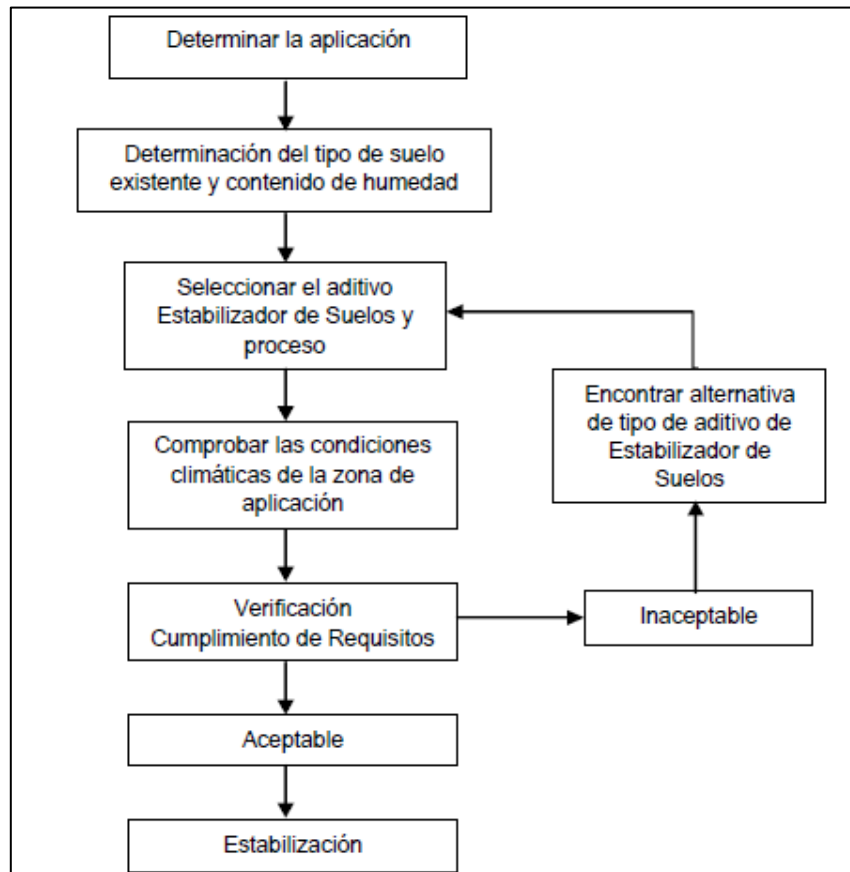 Determinar la aplicación
Determinación del tipo de suelo
existente y contenido de humedad
Seleccionar el aditivo
Estabilizador de Suelos y
proceso
Encontrar alternativa
de tipo de aditivo de
Estabilizador de
Suelos
Comprobar las condiciones
climáticas de la zona de
aplicación
Verificación
Cumplimiento de Requisitos
Inaceptable
Aceptable
Estabilización